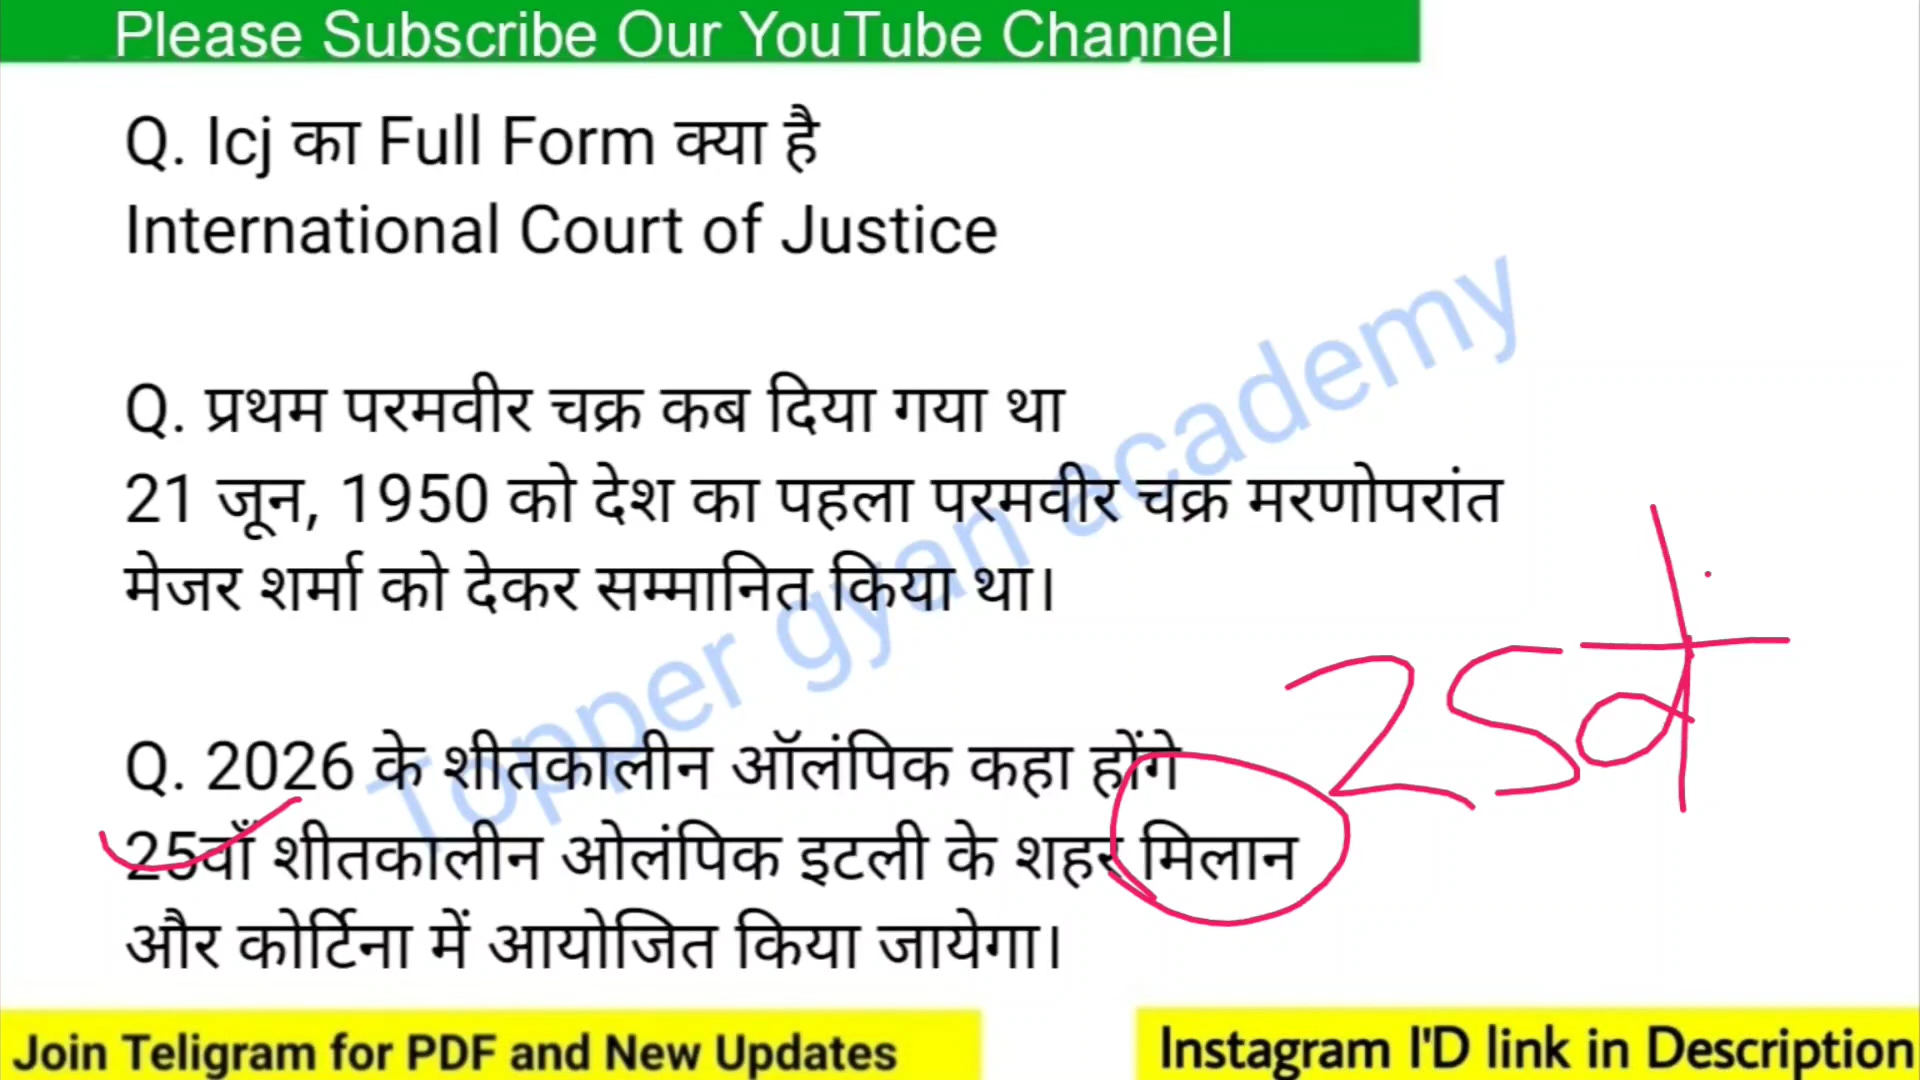 Please Subscribe Our YouTube Channel
Q. Icj का Full Form क्या है
International Court of Justice
Q. प्रथम परमवीर चक्र कब दिया गया था
21 जून, 1950 को देश का पहला परमवीर चक्र मरणोपरांत
मेजर शर्मा को देकर सम्मानित किया था।
Q. 2026 के शीतकालीन ऑलंपिक कहा होंगे
25वाँ शीतकालीन ओलंपिक इटली के शहर मिलान
और कोर्टिना में आयोजित किया जायेगा।
Topper gyan academy
Join Teligram for PDF and New Updates
Instagram I'D link in Description